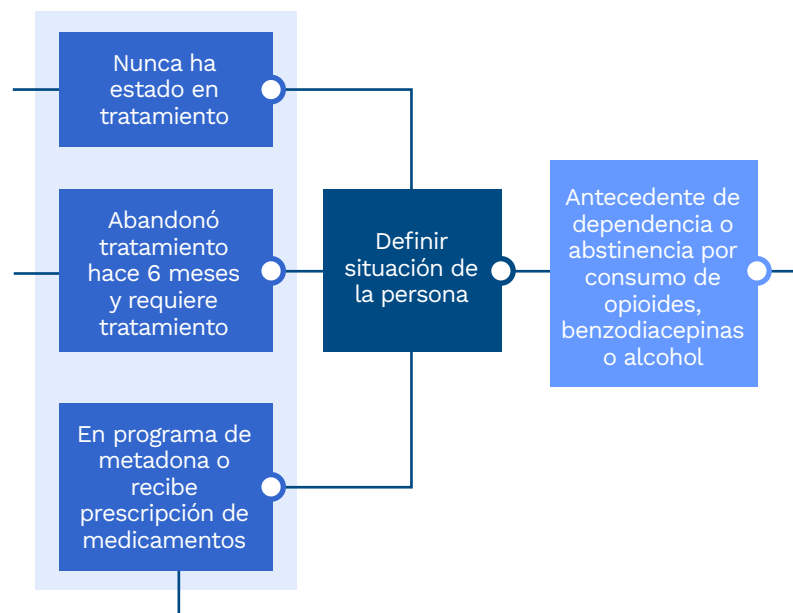 Nunca ha
estado en
tratamiento
Abandonó
tratamiento
hace 6 meses
y requiere
tratamiento
En programa de
metadona o
recibe
prescripción de
medicamentos
Definir
situación de
la persona
Antecedente de
dependencia o
abstinencia por
consumo de
opioides,
benzodiacepinas
o alcohol